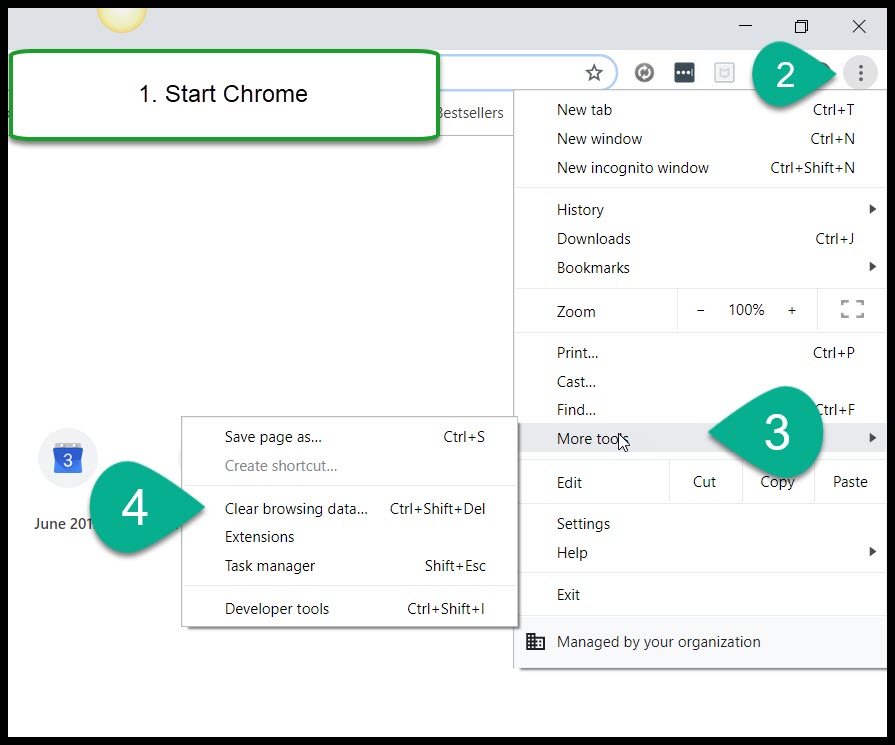 1. Start Chrome
2
Bestsellers
New tab Ctrl+T
New window Ctrl+N
New incognito window Ctrl+Shift+N
History
Downloads Ctrl+J
Bookmarks
Zoom − 100% +
Print... Ctrl+P
Cast...
Find... Ctrl+F
More tools
3
Edit Cut Copy Paste
Settings
Help
Exit
Managed by your organization
Save page as... Ctrl+S
Create shortcut...
4
Clear browsing data... Ctrl+Shift+Del
Extensions
Task manager Shift+Esc
Developer tools Ctrl+Shift+I
3
June 201